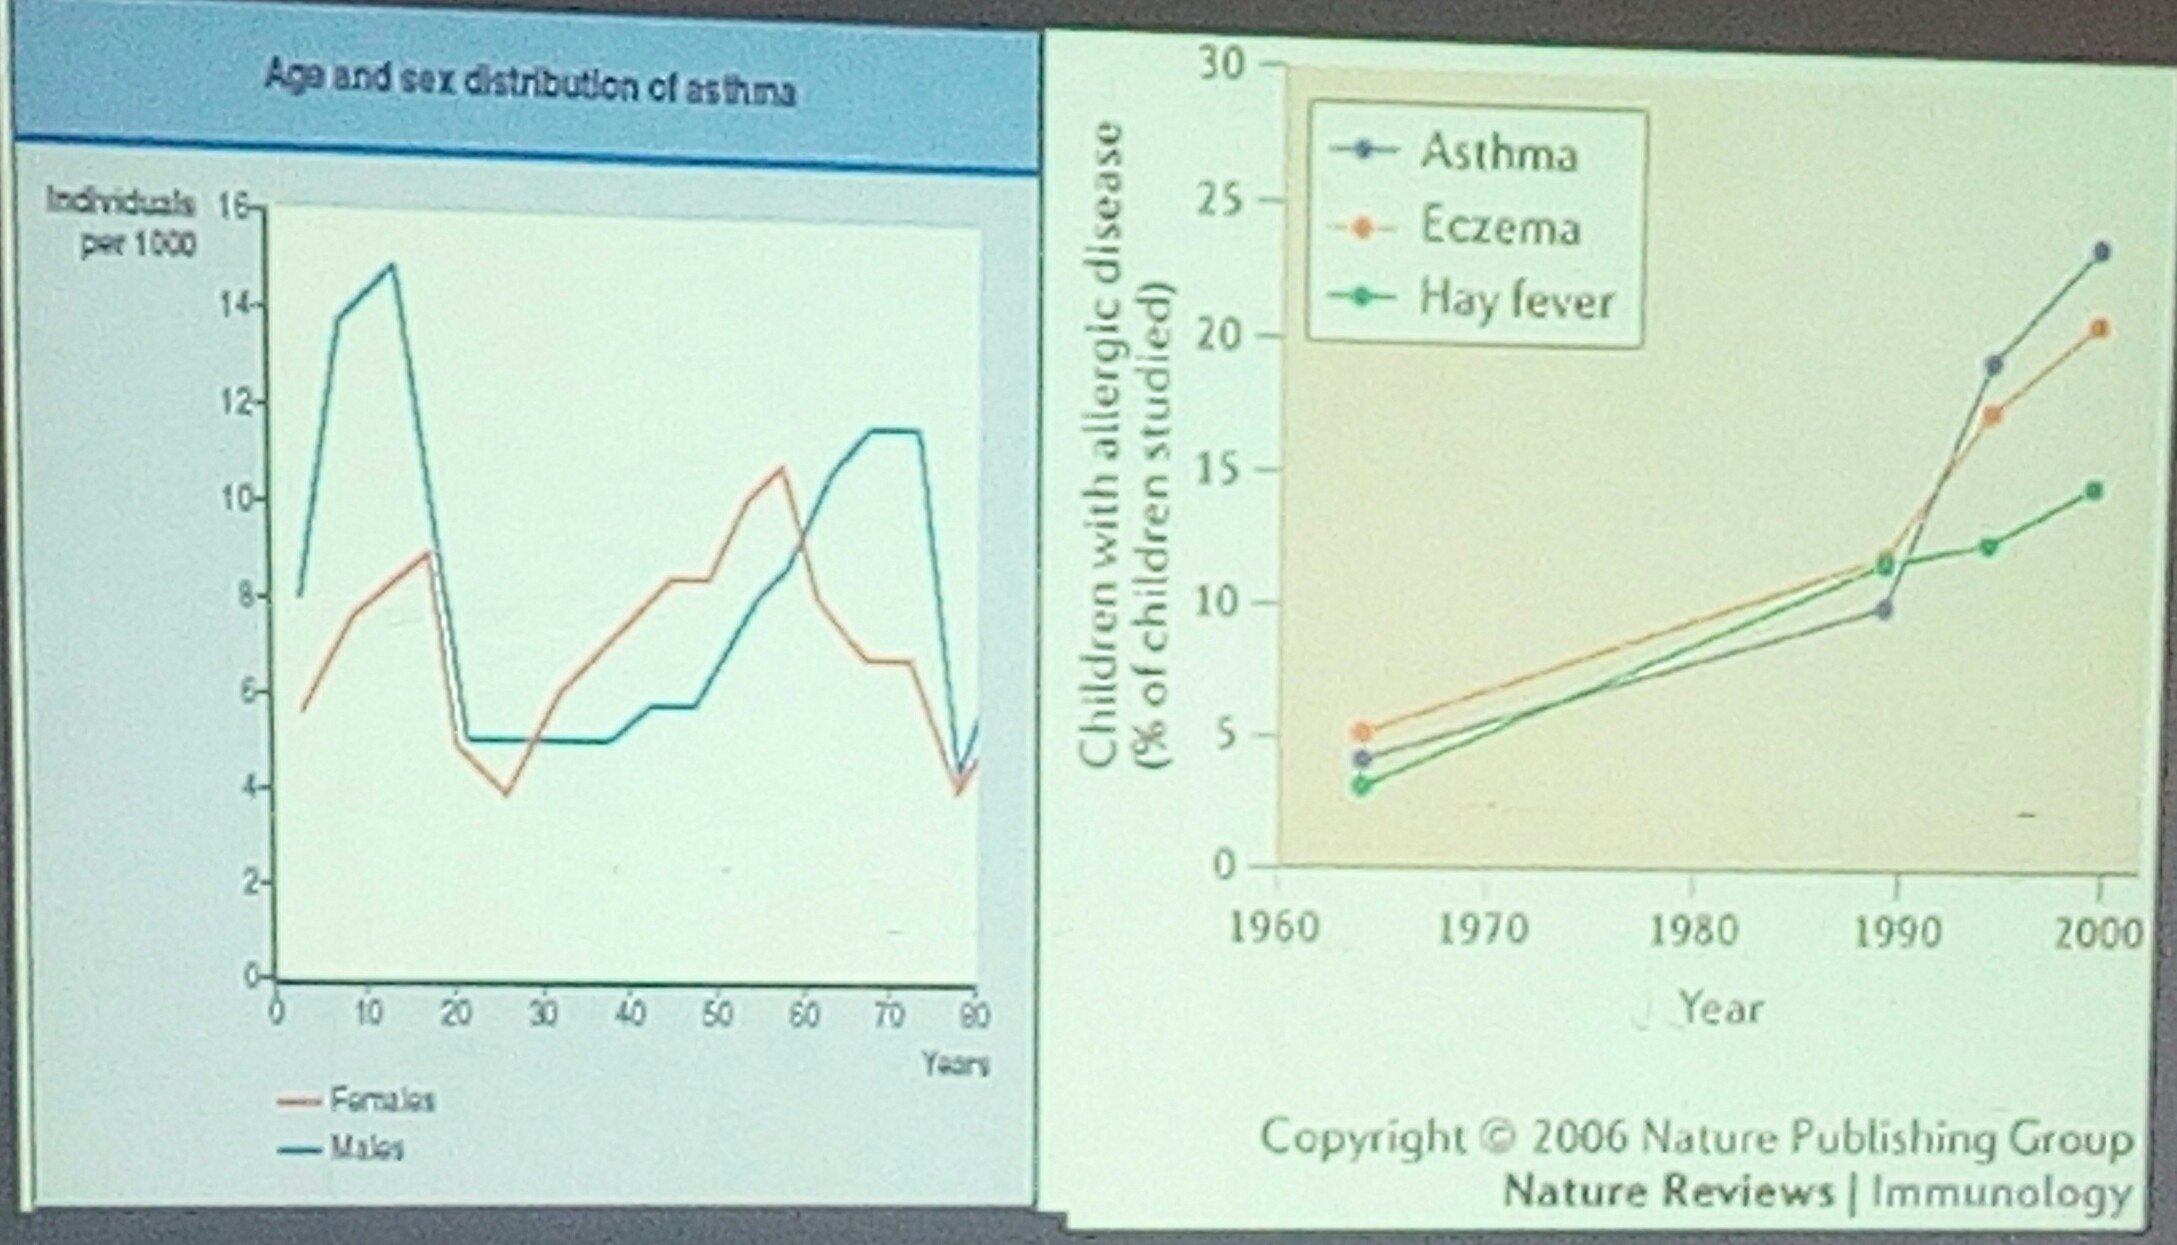 Age and sex distribution of asthma
Individuals
per 1000
16
14
12
10
8
6
4
2
0
0 10 20 30 40 50 60 70 80
Years
Females
Males
Children with allergic disease
(% of children studied)
30
25
20
15
10
5
0
Asthma
Eczema
Hay fever
1960 1970 1980 1990 2000
Year
Copyright © 2006 Nature Publishing Group
Nature Reviews | Immunology